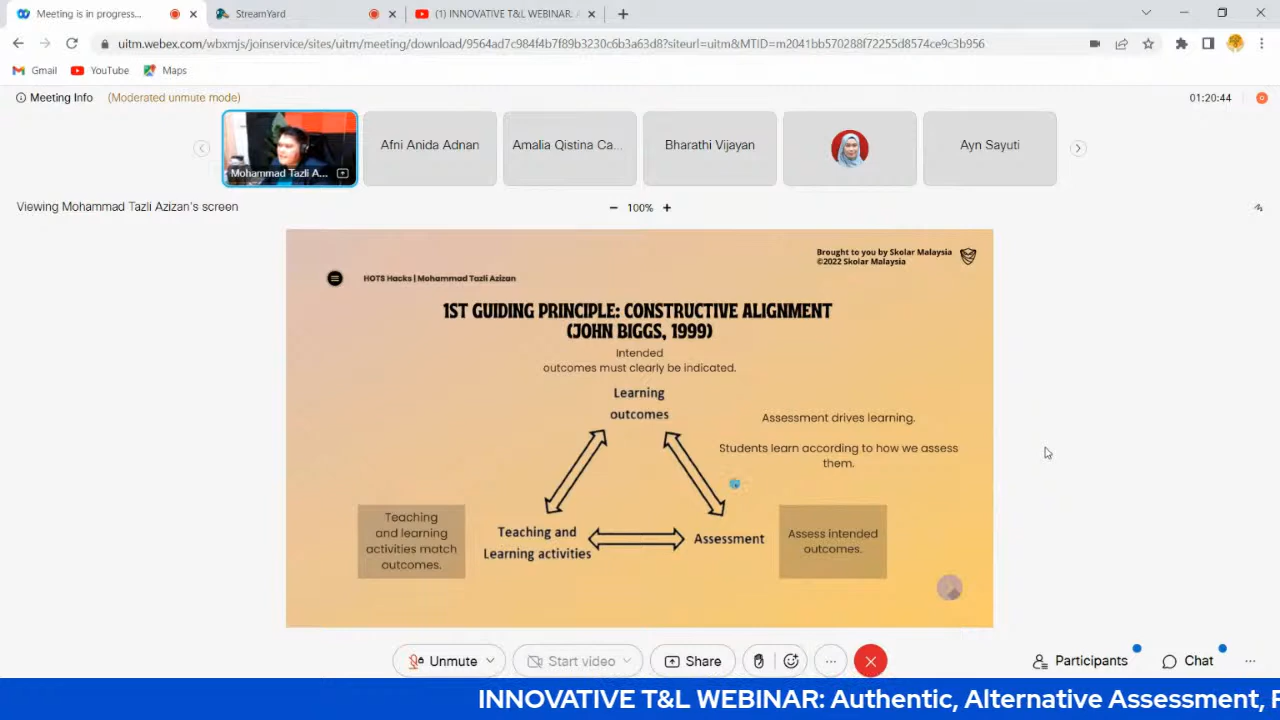 Meeting is in progress...
StreamYard
(1) INNOVATIVE T&L WEBINAR:
uitm.webex.com/wbxmjs/joinservice/sites/uitm/meeting/download/9564ad7c984f4b7f89b3230c6b3a63d8?siteurl=uitm&MTID=m2041bb570288f72255d8574ce9c3b956
Gmail YouTube Maps
Meeting Info (Moderated unmute mode) 01:20:44
Mohammad Tazli A...
Afni Anida Adnan
Amalia Qistina Ca...
Bharathi Vijayan
Ayn Sayuti
Viewing Mohammad Tazli Azizan's screen
100%
Brought to you by Skolar Malaysia
©2022 Skolar Malaysia
HOTS Hacks | Mohammad Tazli Azizan
1ST GUIDING PRINCIPLE: CONSTRUCTIVE ALIGNMENT
(JOHN BIGGS, 1999)
Intended
outcomes must clearly be indicated.
Learning
outcomes
Assessment drives learning.
Students learn according to how we assess
them.
Teaching
and learning
activities match
outcomes.
Teaching and
Learning activities
Assessment
Assess intended
outcomes.
Unmute Start video Share Participants Chat
INNOVATIVE T&L WEBINAR: Authentic, Alternative Assessment,